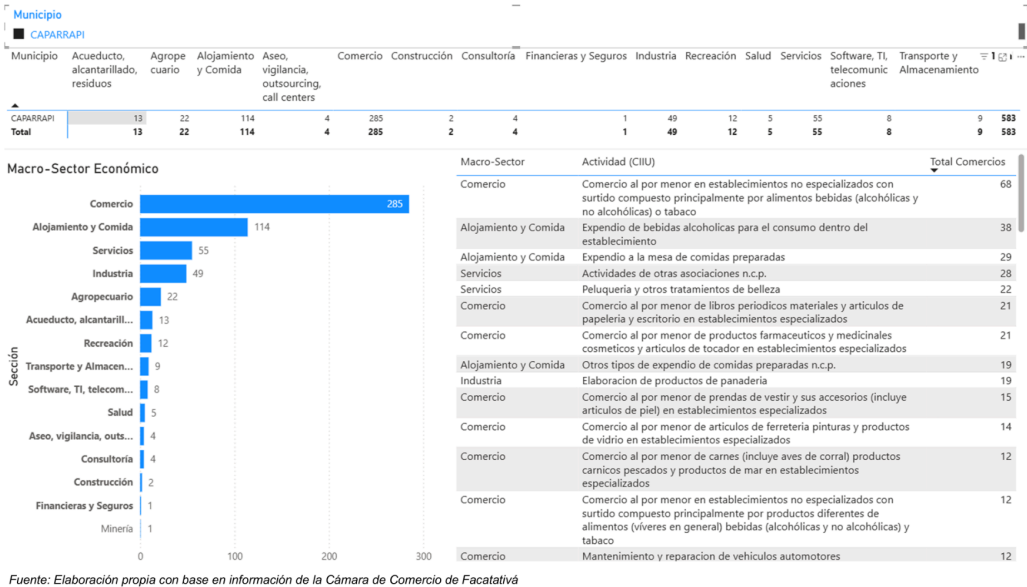 Municipio
CAPARRAPI
Municipio Acueducto, Agrope Alojamiento Aseo, Comercio Construcción Consultoría Financieras y Seguros Industria Recreación Salud Servicios Software, TI, Transporte y 1
alcantarillado, cuario y Comida vigilancia, telecomunic Almacenamiento
residuos outsourcing, aciones
call centers
CAPARRAPI 13 22 114 4 285 2 4 1 49 12 5 55 8 9 583
Total 13 22 114 4 285 2 4 1 49 12 5 55 8 9 583
Macro-Sector Económico
Sección
Comercio 285
Alojamiento y Comida 114
Servicios 55
Industria 49
Agropecuario 22
Acueducto, alcantarill... 13
Recreación 12
Transporte y Almacen... 9
Software, TI, telecom... 8
Salud 5
Aseo, vigilancia, outs... 4
Consultoría 4
Construcción 2
Financieras y Seguros 1
Minería 1
0 100 200 300
Macro-Sector Actividad (CIIU) Total Comercios
Comercio Comercio al por menor en establecimientos no especializados con 68
surtido compuesto principalmente por alimentos bebidas (alcohólicas y
no alcohólicas) o tabaco
Alojamiento y Comida Expendio de bebidas alcoholicas para el consumo dentro del 38
establecimiento
Alojamiento y Comida Expendio a la mesa de comidas preparadas 29
Servicios Actividades de otras asociaciones n.c.p. 28
Servicios Peluqueria y otros tratamientos de belleza 22
Comercio Comercio al por menor de libros periodicos materiales y articulos de 21
papeleria y escritorio en establecimientos especializados
Comercio Comercio al por menor de productos farmaceuticos y medicinales 21
cosmeticos y articulos de tocador en establecimientos especializados
Alojamiento y Comida Otros tipos de expendio de comidas preparadas n.c.p. 19
Industria Elaboracion de productos de panaderia 19
Comercio Comercio al por menor de prendas de vestir y sus accesorios (incluye 15
articulos de piel) en establecimientos especializados
Comercio Comercio al por menor de articulos de ferreteria pinturas y productos 14
de vidrio en establecimientos especializados
Comercio Comercio al por menor de carnes (incluye aves de corral) productos 12
carnicos pescados y productos de mar en establecimientos
especializados
Comercio Comercio al por menor en establecimientos no especializados con 12
surtido compuesto principalmente por productos diferentes de
alimentos (víveres en general) bebidas (alcohólicas y no alcohólicas) y
tabaco
Comercio Mantenimiento y reparacion de vehiculos automotores 12
Fuente: Elaboración propia con base en información de la Cámara de Comercio de Facatativá